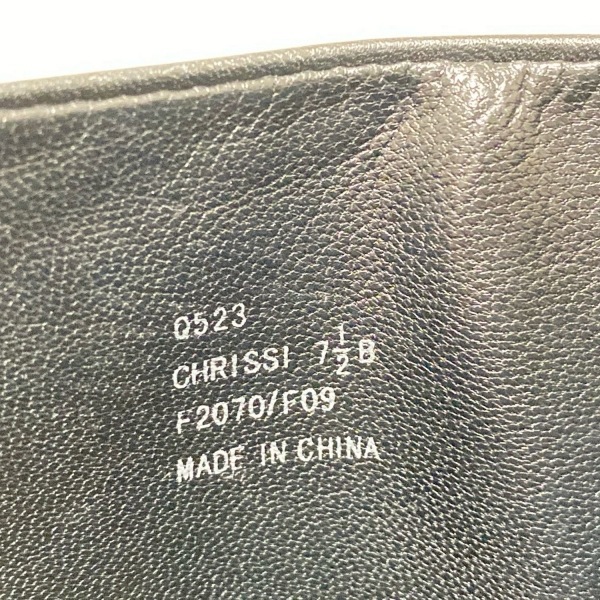 Q523
CHRISSI 7½B
F2070/F09
MADE IN CHINA